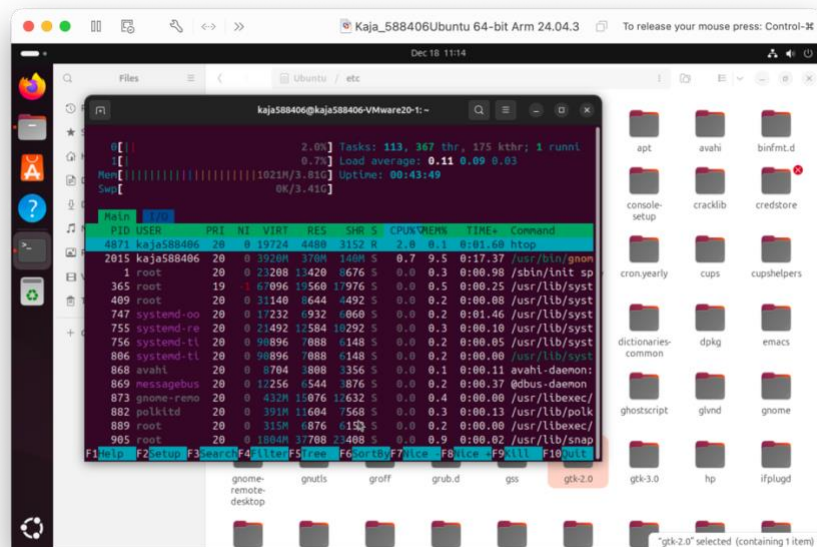 Kaja_588406Ubuntu 64-bit Arm 24.04.3
To release your mouse press: Control-⌘
Dec 18 11:14
Files
Ubuntu / etc
kaja588406@kaja588406-VMware20-1: ~
0[|| 2.0%] Tasks: 113, 367 thr, 175 kthr; 1 runni
1[| 0.7%] Load average: 0.11 0.09 0.03
Mem[||||||||||||||||||||||1021M/3.81G] Uptime: 00:43:49
Swp[ 0K/3.41G]
Main I/O
PID USER PRI NI VIRT RES SHR S CPU%▽MEM% TIME+ Command
4871 kaja588406 20 0 19724 4480 3152 R 2.0 0.1 0:01.60 htop
2015 kaja588406 20 0 3920M 370M 140M S 0.7 9.5 0:17.37 /usr/bin/gnom
1 root 20 0 23208 13420 8676 S 0.0 0.3 0:00.98 /sbin/init sp
365 root 19 -1 67096 19560 17976 S 0.0 0.5 0:00.25 /usr/lib/syst
409 root 20 0 31140 8644 4492 S 0.0 0.2 0:00.08 /usr/lib/syst
747 systemd-oo 20 0 17232 6932 6060 S 0.0 0.2 0:01.46 /usr/lib/syst
755 systemd-re 20 0 21492 12584 10292 S 0.0 0.3 0:00.10 /usr/lib/syst
756 systemd-ti 20 0 90896 7088 6148 S 0.0 0.2 0:00.05 /usr/lib/syst
806 systemd-ti 20 0 90896 7088 6148 S 0.0 0.2 0:00.00 /usr/lib/syst
868 avahi 20 0 8704 3808 3356 S 0.0 0.1 0:00.11 avahi-daemon:
869 messagebus 20 0 12256 6544 3876 S 0.0 0.2 0:00.37 @dbus-daemon
873 gnome-remo 20 0 432M 15076 12632 S 0.0 0.4 0:00.00 /usr/libexec/
882 polkitd 20 0 391M 11604 7568 S 0.0 0.3 0:00.13 /usr/lib/polk
889 root 20 0 315M 6876 S 0.0 0.2 0:00.00 /usr/libexec/
905 root 20 0 1804M 37708 23408 S 0.0 0.9 0:00.02 /usr/lib/snap
F1Help F2Setup F3SearchF4FilterF5Tree F6SortByF7Nice -F8Nice +F9Kill F10Quit
apt avahi binfmt.d
console-setup cracklib credstore
cron.yearly cups cupshelpers
dictionaries-common dpkg emacs
ghostscript glvnd gnome
gnome-remote-desktop gnutls groff grub.d gss gtk-2.0 gtk-3.0 hp ifplugd
"gtk-2.0" selected (containing 1 item)